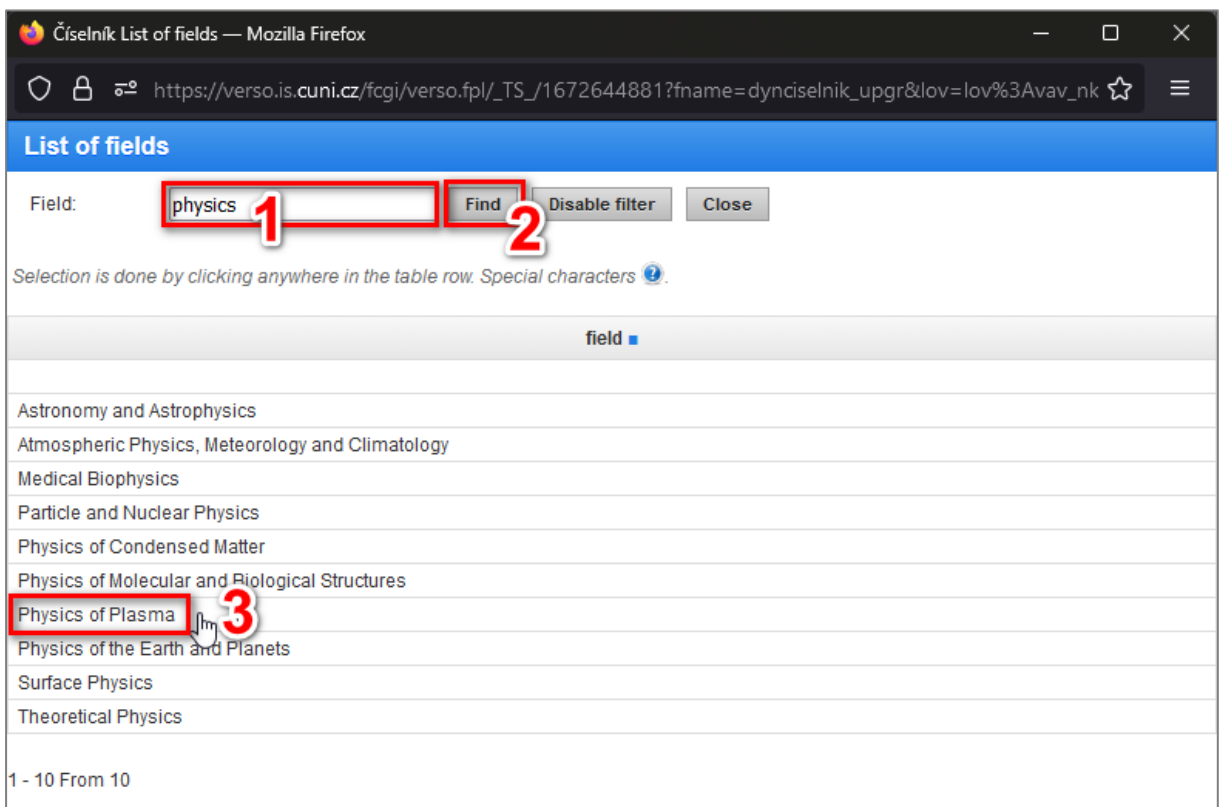 Číselník List of fields — Mozilla Firefox
https://verso.is.cuni.cz/fcgi/verso.fpl/_TS_/1672644881?fname=dynciselnik_upgr&lov=lov%3Avav_nk
List of fields
Field: physics 1 Find 2 Disable filter Close
Selection is done by clicking anywhere in the table row. Special characters ?.
field
Astronomy and Astrophysics
Atmospheric Physics, Meteorology and Climatology
Medical Biophysics
Particle and Nuclear Physics
Physics of Condensed Matter
Physics of Molecular and Biological Structures
Physics of Plasma 3
Physics of the Earth and Planets
Surface Physics
Theoretical Physics
1 - 10 From 10